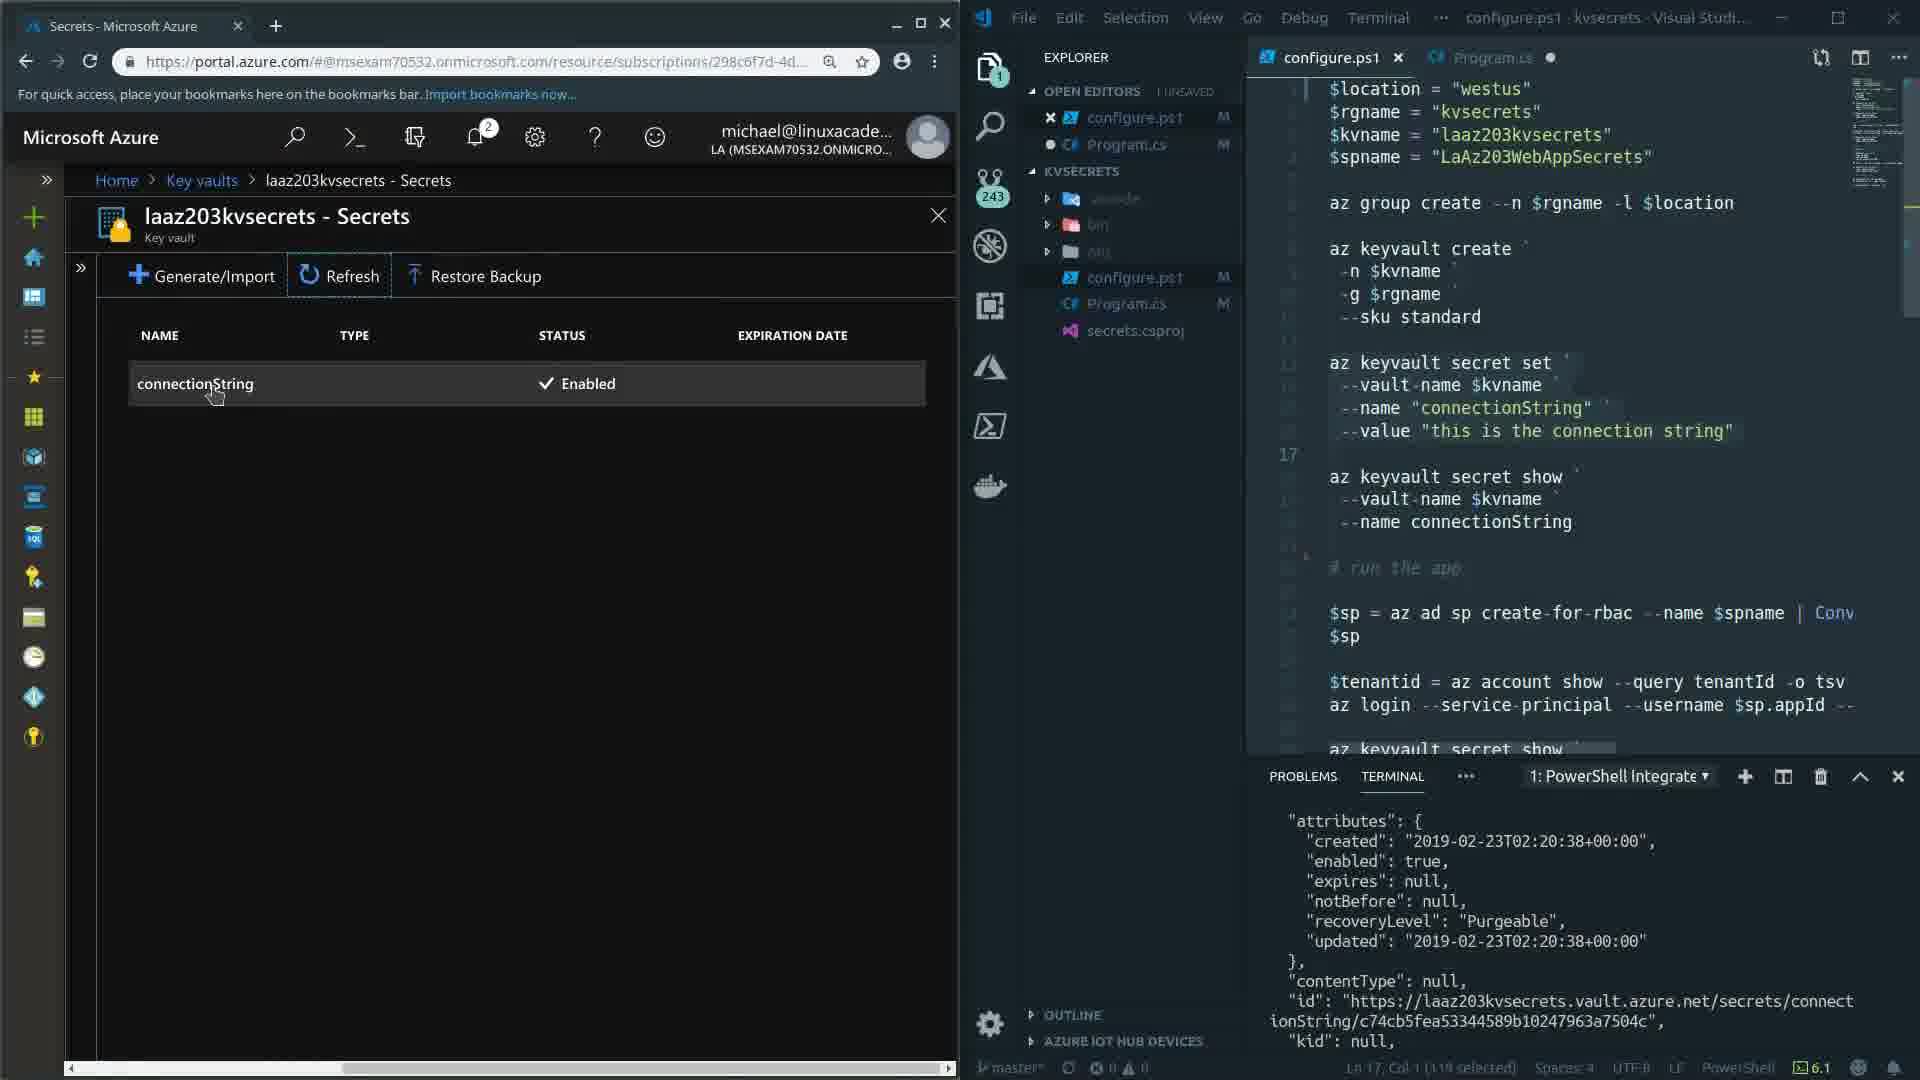 Secrets - Microsoft Azure
https://portal.azure.com/#@msexam70532.onmicrosoft.com/resource/subscriptions/298c6f7d-4d...
For quick access, place your bookmarks here on the bookmarks bar. Import bookmarks now...
Microsoft Azure
2
michael@linuxacade...
LA (MSEXAM70532.ONMICRO...
Home > Key vaults > laaz203kvsecrets - Secrets
laaz203kvsecrets - Secrets
Key vault
Generate/Import
Refresh
Restore Backup
NAME TYPE STATUS EXPIRATION DATE
connectionString Enabled
SQL
File Edit Selection View Go Debug Terminal ··· configure.ps1 · kvsecrets - Visual Studi...
1
243
EXPLORER
OPEN EDITORS 1 UNSAVED
configure.ps1 M
Program.cs M
KVSECRETS
.vscode
bin
obj
configure.ps1 M
Program.cs M
secrets.csproj
OUTLINE
AZURE IOT HUB DEVICES
configure.ps1
Program.cs
$location = "westus"
$rgname = "kvsecrets"
$kvname = "laaz203kvsecrets"
$spname = "LaAz203WebAppSecrets"
az group create --n $rgname -l $location
az keyvault create `
-n $kvname `
-g $rgname `
--sku standard
az keyvault secret set `
--vault-name $kvname `
--name "connectionString" `
--value "this is the connection string"
17
az keyvault secret show `
--vault-name $kvname `
--name connectionString
# run the app
$sp = az ad sp create-for-rbac --name $spname | Conv
$sp
$tenantid = az account show --query tenantId -o tsv
az login --service-principal --username $sp.appId --
az keyvault secret show `
PROBLEMS TERMINAL ··· 1: PowerShell Integrate
"attributes": {
"created": "2019-02-23T02:20:38+00:00",
"enabled": true,
"expires": null,
"notBefore": null,
"recoveryLevel": "Purgeable",
"updated": "2019-02-23T02:20:38+00:00"
},
"contentType": null,
"id": "https://laaz203kvsecrets.vault.azure.net/secrets/connect
ionString/c74cb5fea53344589b10247963a7504c",
"kid": null,
master* 0 0 Ln 17, Col 1 (119 selected) Spaces: 4 UTF-8 LF PowerShell 6.1